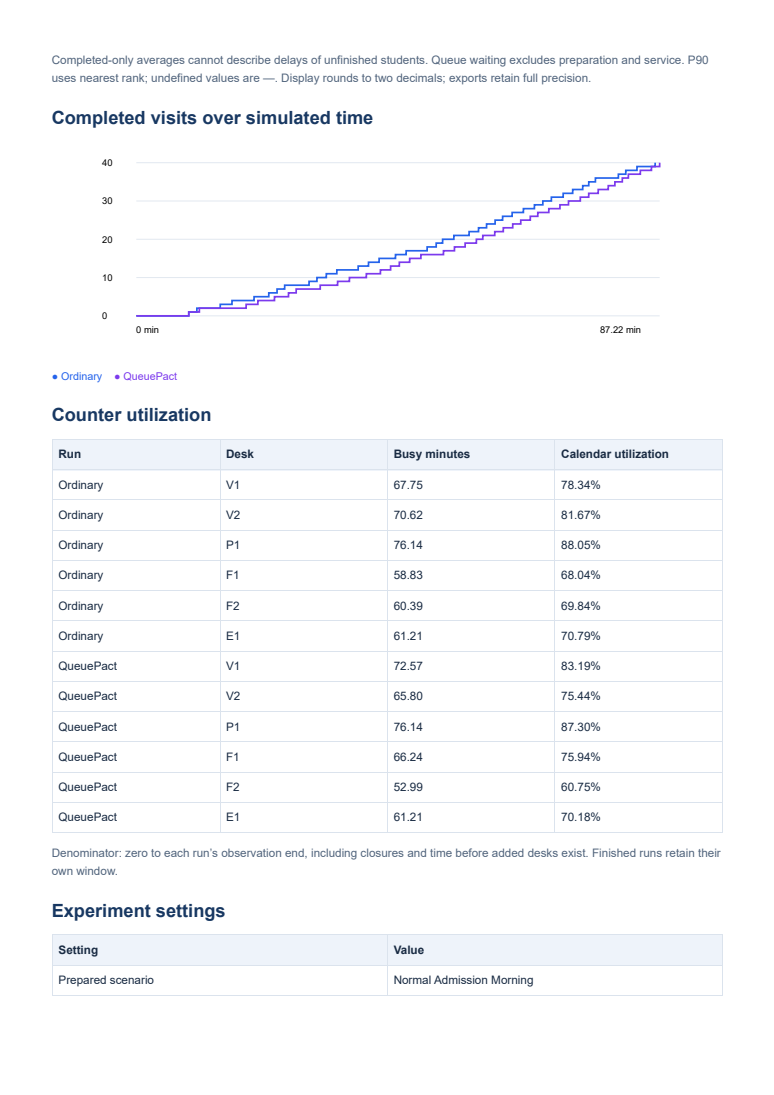 Completed-only averages cannot describe delays of unfinished students. Queue waiting excludes preparation and service. P90
uses nearest rank; undefined values are —. Display rounds to two decimals; exports retain full precision.
Completed visits over simulated time
40
30
20
10
0
0 min 87.22 min
● Ordinary ● QueuePact
Counter utilization
Run Desk Busy minutes Calendar utilization
Ordinary V1 67.75 78.34%
Ordinary V2 70.62 81.67%
Ordinary P1 76.14 88.05%
Ordinary F1 58.83 68.04%
Ordinary F2 60.39 69.84%
Ordinary E1 61.21 70.79%
QueuePact V1 72.57 83.19%
QueuePact V2 65.80 75.44%
QueuePact P1 76.14 87.30%
QueuePact F1 66.24 75.94%
QueuePact F2 52.99 60.75%
QueuePact E1 61.21 70.18%
Denominator: zero to each run’s observation end, including closures and time before added desks exist. Finished runs retain their
own window.
Experiment settings
Setting Value
Prepared scenario Normal Admission Morning